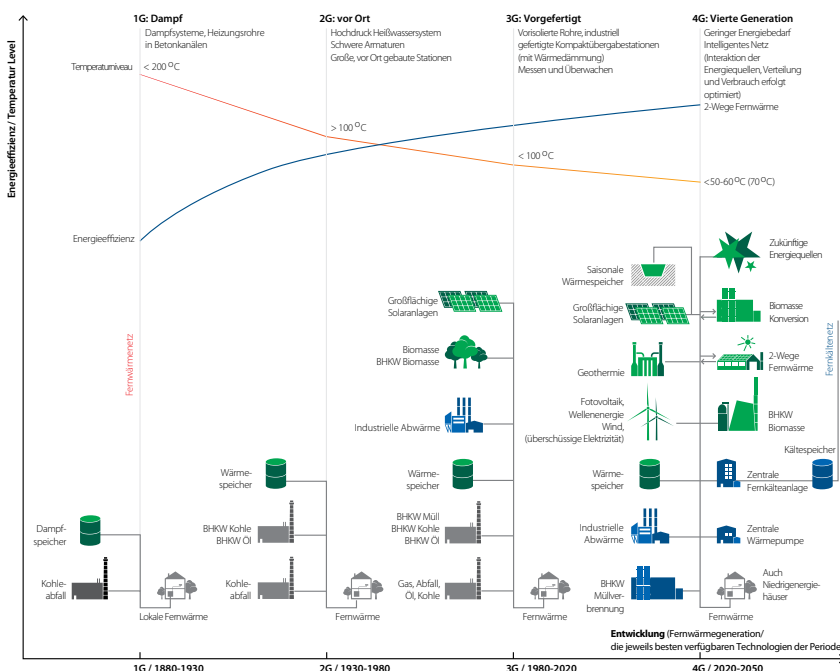 Energieeffizienz / Temperatur Level
1G: Dampf
Dampfsysteme, Heizungsrohre
in Betonkanälen
2G: vor Ort
Hochdruck Heißwassersystem
Schwere Armaturen
Große, vor Ort gebaute Stationen
3G: Vorgefertigt
Vorisolierte Rohre, industriell
gefertigte Kompaktübergabestationen
(mit Wärmedämmung)
Messen und Überwachen
4G: Vierte Generation
Geringer Energiebedarf
Intelligentes Netz
(Interaktion der
Energiequellen, Verteilung
und Verbrauch erfolgt
optimiert)
2-Wege Fernwärme
Temperaturniveau
< 200 °C
> 100 °C
< 100 °C
<50-60 °C (70 °C)
Energieeffizienz
Fernwärmenetz
Fernkältenetz
Dampf-
speicher
Kohle-
abfall
Lokale Fernwärme
Wärme-
speicher
BHKW Kohle
BHKW Öl
Kohle-
abfall
Fernwärme
Großflächige
Solaranlagen
Biomasse
BHKW Biomasse
Industrielle Abwärme
Wärme-
speicher
BHKW Müll
BHKW Kohle
BHKW Öl
Gas, Abfall,
Öl, Kohle
Fernwärme
Saisonale
Wärmespeicher
Großflächige
Solaranlagen
Geothermie
Fotovoltaik,
Wellenenergie
Wind,
(überschüssige Elektrizität)
Wärme-
speicher
Industrielle
Abwärme
BHKW
Müllver-
brennung
Zukünftige
Energiequellen
Biomasse
Konversion
2-Wege
Fernwärme
BHKW
Biomasse
Kältespeicher
Zentrale
Fernkälteanlage
Zentrale
Wärmepumpe
Auch
Niedrigenergie-
häuser
Fernwärme
Entwicklung (Fernwärmegeneration/
die jeweils besten verfügbaren Technologien der Periode
1G / 1880-1930
2G / 1930-1980
3G / 1980-2020
4G / 2020-2050